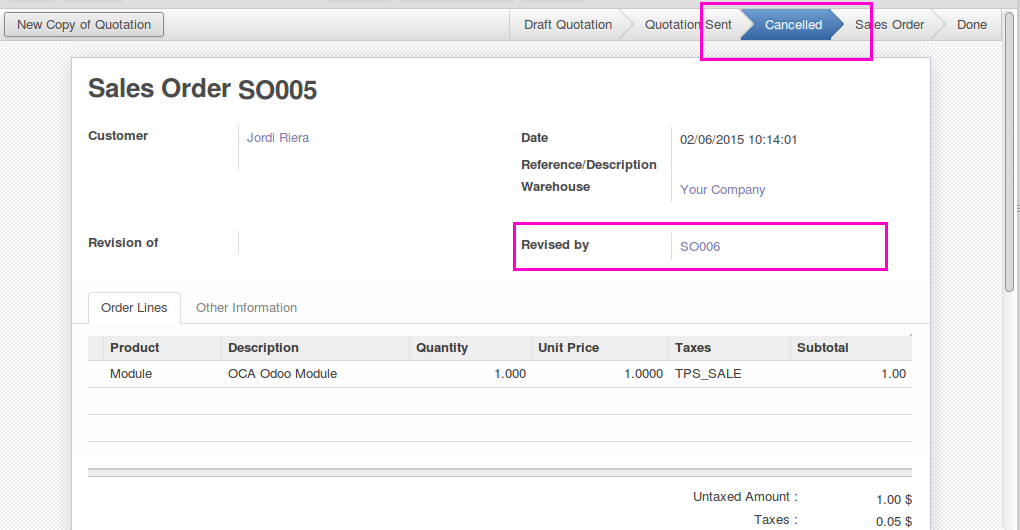 New Copy of Quotation Draft Quotation Quotation Sent Cancelled Sales Order Done
Sales Order SO005
Customer Jordi Riera Date 02/06/2015 10:14:01
Reference/Description
Warehouse Your Company
Revision of Revised by SO006
Order Lines Other Information
Product Description Quantity Unit Price Taxes Subtotal
Module OCA Odoo Module 1.000 1.0000 TPS_SALE 1.00
Untaxed Amount : 1.00 $
Taxes : 0.05 $